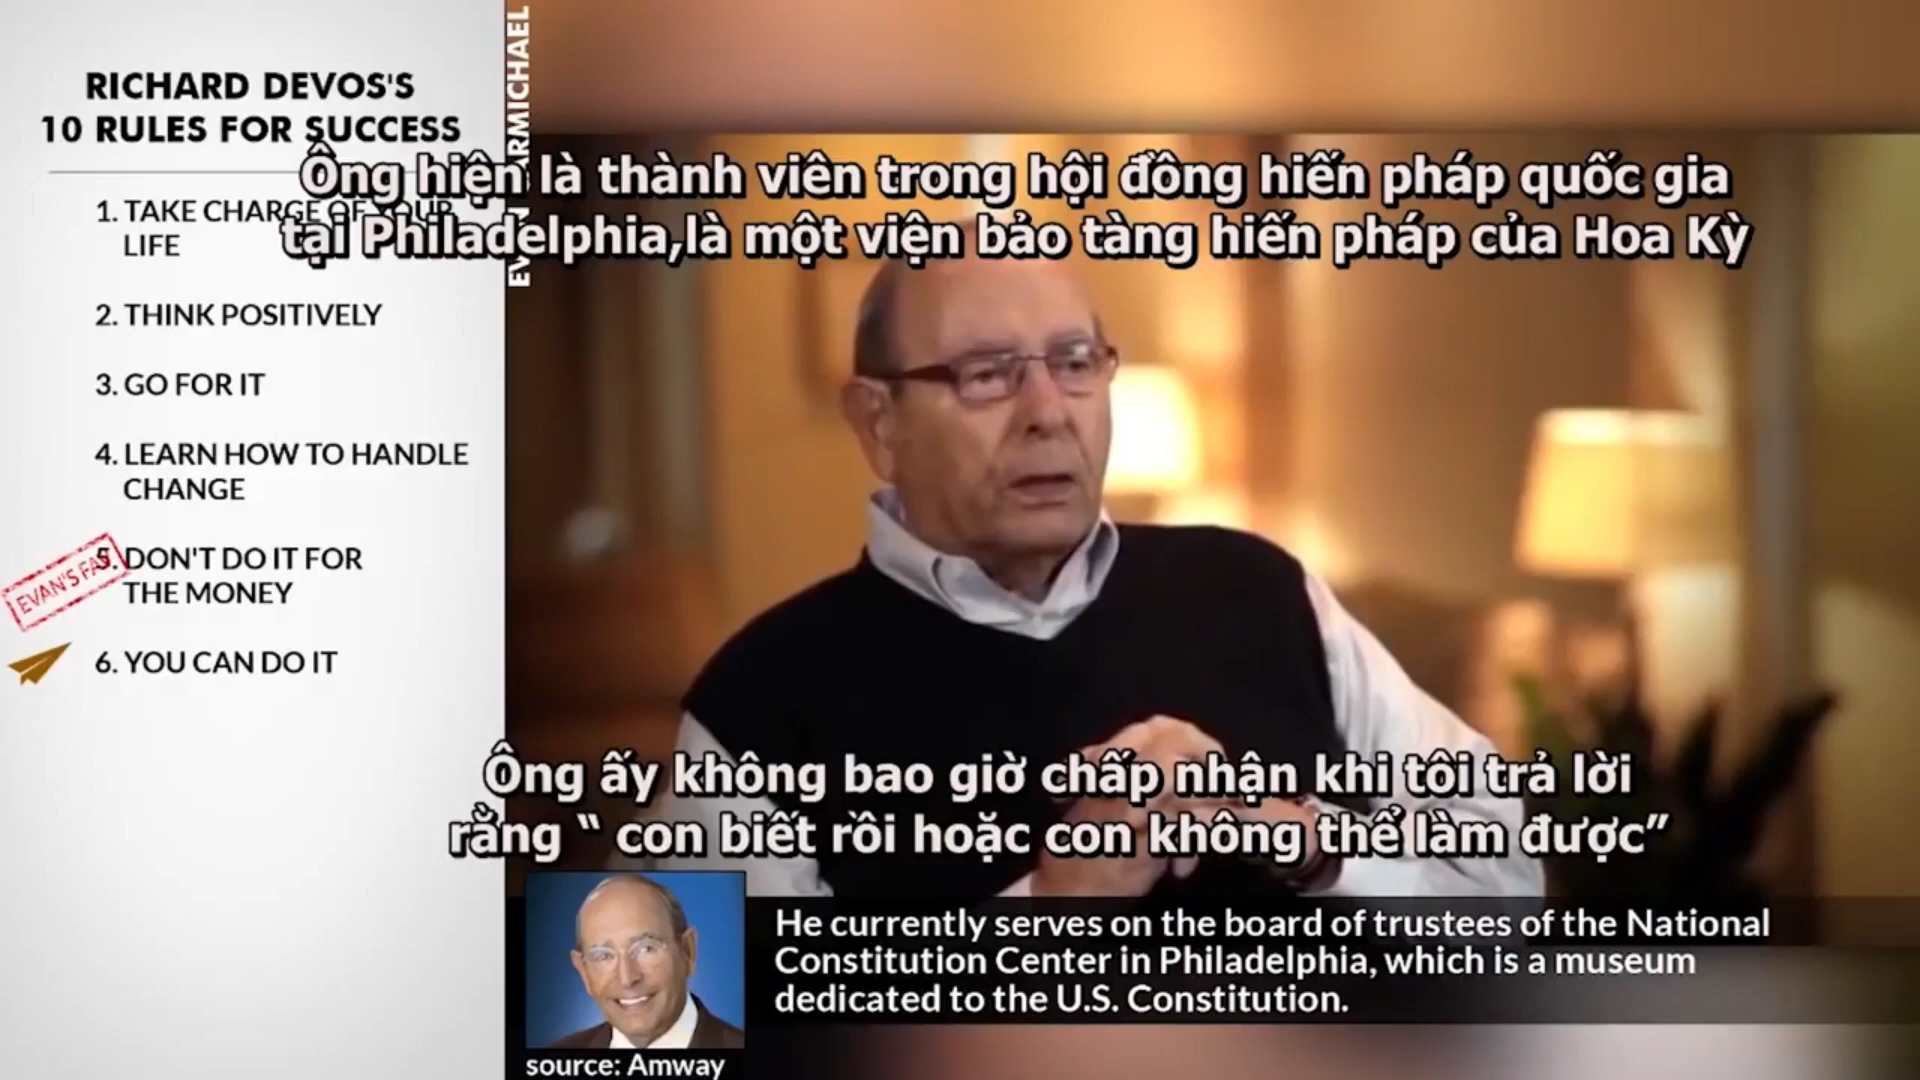 RICHARD DEVOS'S
10 RULES FOR SUCCESS
1. TAKE CHARGE OF YOUR
LIFE
2. THINK POSITIVELY
3. GO FOR IT
4. LEARN HOW TO HANDLE
CHANGE
5. DON'T DO IT FOR
THE MONEY
EVAN'S FAV
6. YOU CAN DO IT
Ông hiện là thành viên trong hội đồng hiến pháp quốc gia
tại Philadelphia,là một viện bảo tàng hiến pháp của Hoa Kỳ
Ông ấy không bao giờ chấp nhận khi tôi trả lời
rằng “ con biết rồi hoặc con không thể làm được”
He currently serves on the board of trustees of the National
Constitution Center in Philadelphia, which is a museum
dedicated to the U.S. Constitution.
source: Amway